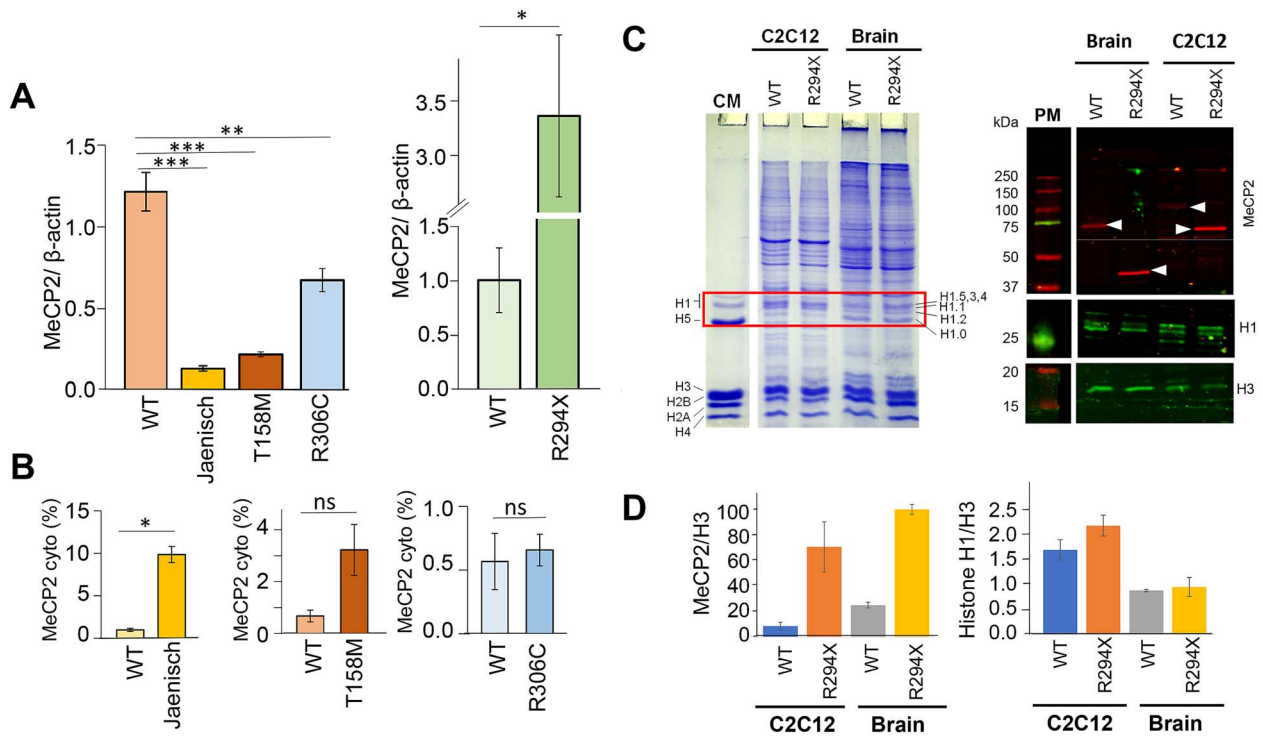 A
MeCP2/ β-actin
1.5
1.0
0.5
0.0
**
***
***
WT
Jaenisch
T158M
R306C
MeCP2/ β-actin
*
3.5
3.0
1.5
1.0
0.5
0.0
WT
R294X
B
MeCP2 cyto (%)
15
10
5
0
*
WT
Jaenisch
MeCP2 cyto (%)
4
2
0
ns
WT
T158M
MeCP2 cyto (%)
1.0
0.5
0.0
ns
WT
R306C
C
C2C12 Brain
CM WT R294X WT R294X
H1
H5
H3
H2B
H2A
H4
H1.5,3,4
H1.1
H1.2
H1.0
Brain C2C12
kDa PM WT R294X WT R294X
250
150
100
75
50
37
25
20
15
MeCP2
H1
H3
D
MeCP2/H3
100
80
60
40
20
0
WT
R294X
WT
R294X
C2C12 Brain
Histone H1/H3
2.5
2.0
1.5
1.0
0.5
0.0
WT
R294X
WT
R294X
C2C12 Brain